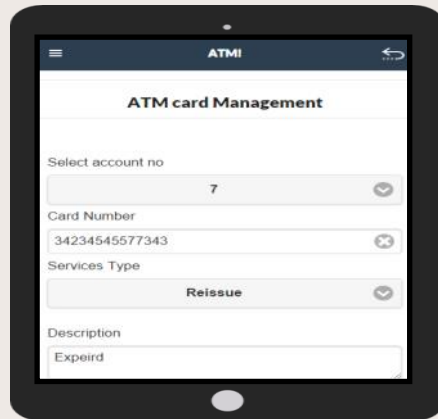 ATM!
ATM card Management
Select account no
7
Card Number
34234545577343
Services Type
Reissue
Description
Expeird